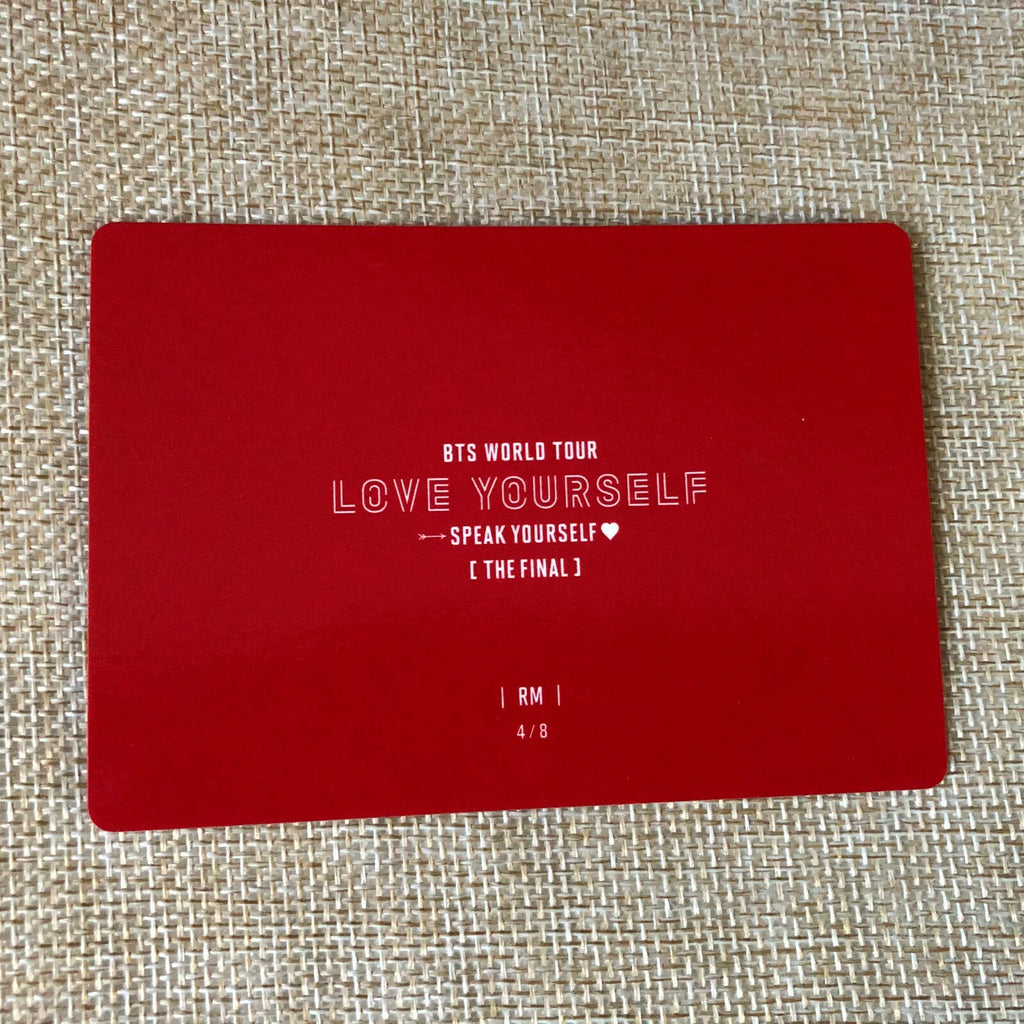 BTS WORLD TOUR
LOVE YOURSELF
SPEAK YOURSELF
[ THE FINAL ]
| RM |
4/8